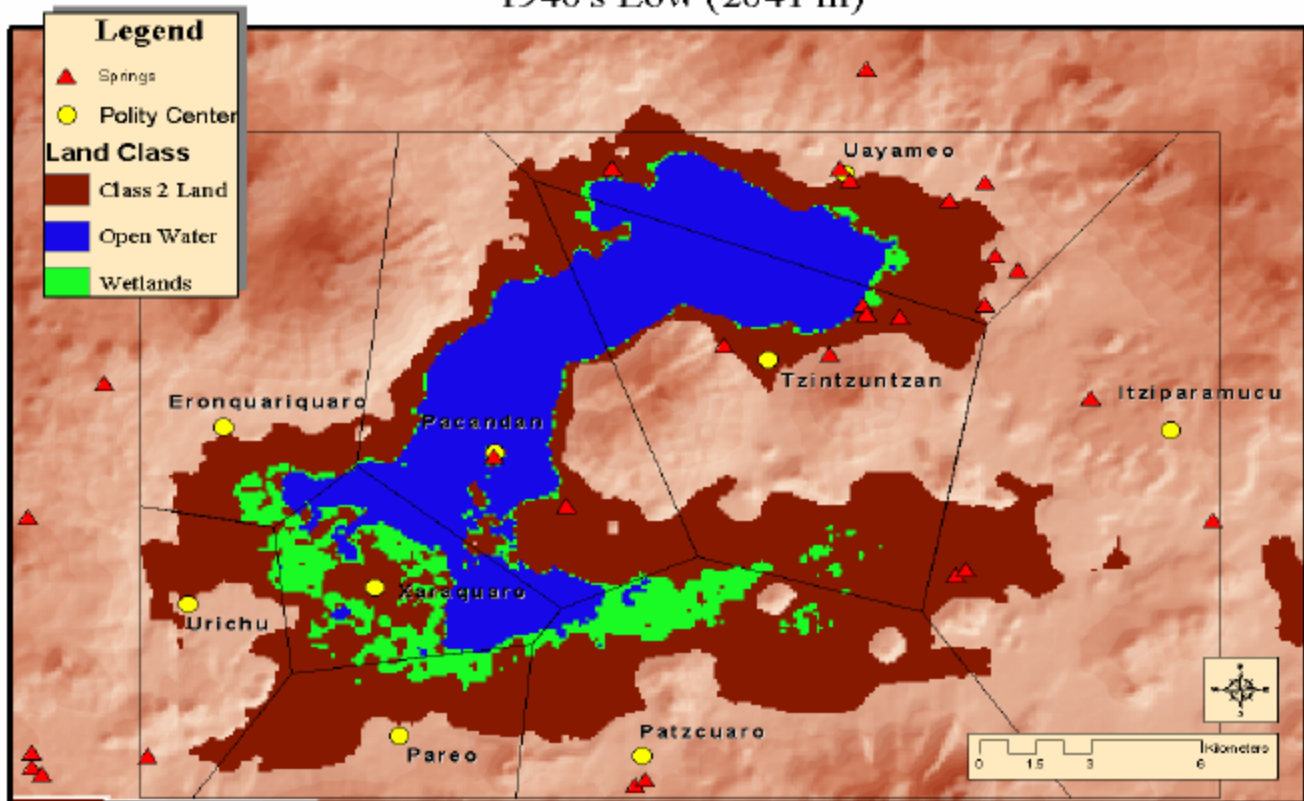 1940's Low (2041 m)
Legend
Springs
Polity Center
Land Class
Class 2 Land
Open Water
Wetlands
Uayameo
Tzintzuntzan
Itziparamucu
Eronquariquaro
Pacandan
Xaraquaro
Urichu
Pareo
Patzcuaro
Kilometers
0 1.5 3 6